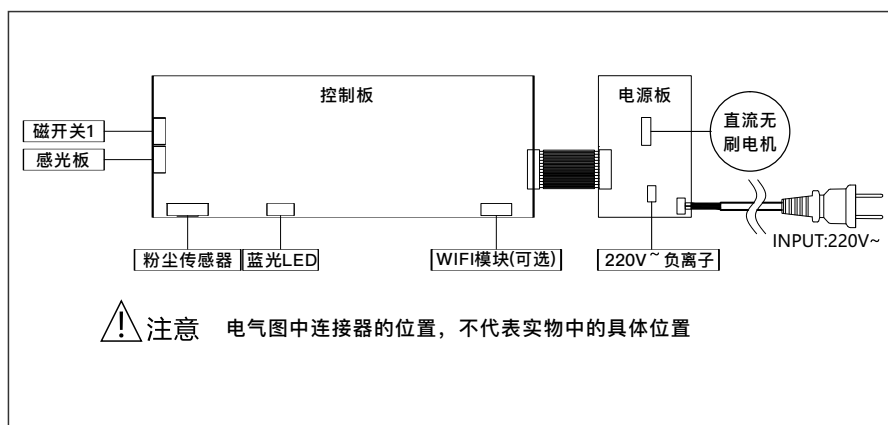 控制板
电源板
磁开关1
感光板
直流无
刷电机
粉尘传感器
蓝光LED
WIFI模块(可选)
220V~负离子
INPUT:220V~
注意 电气图中连接器的位置，不代表实物中的具体位置